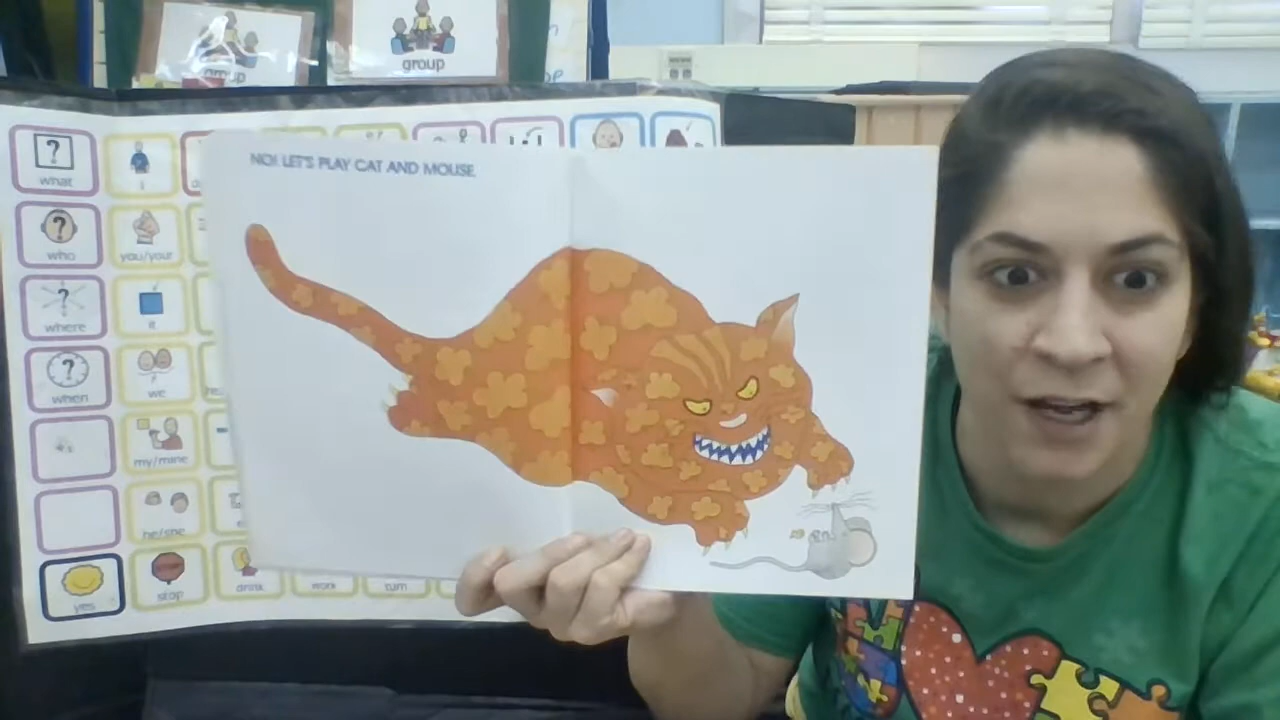 group
group
NO! LET'S PLAY CAT AND MOUSE.
what
I
who
you/your
where
it
when
we
my/mine
he/she
yes
stop
drink
work
turn